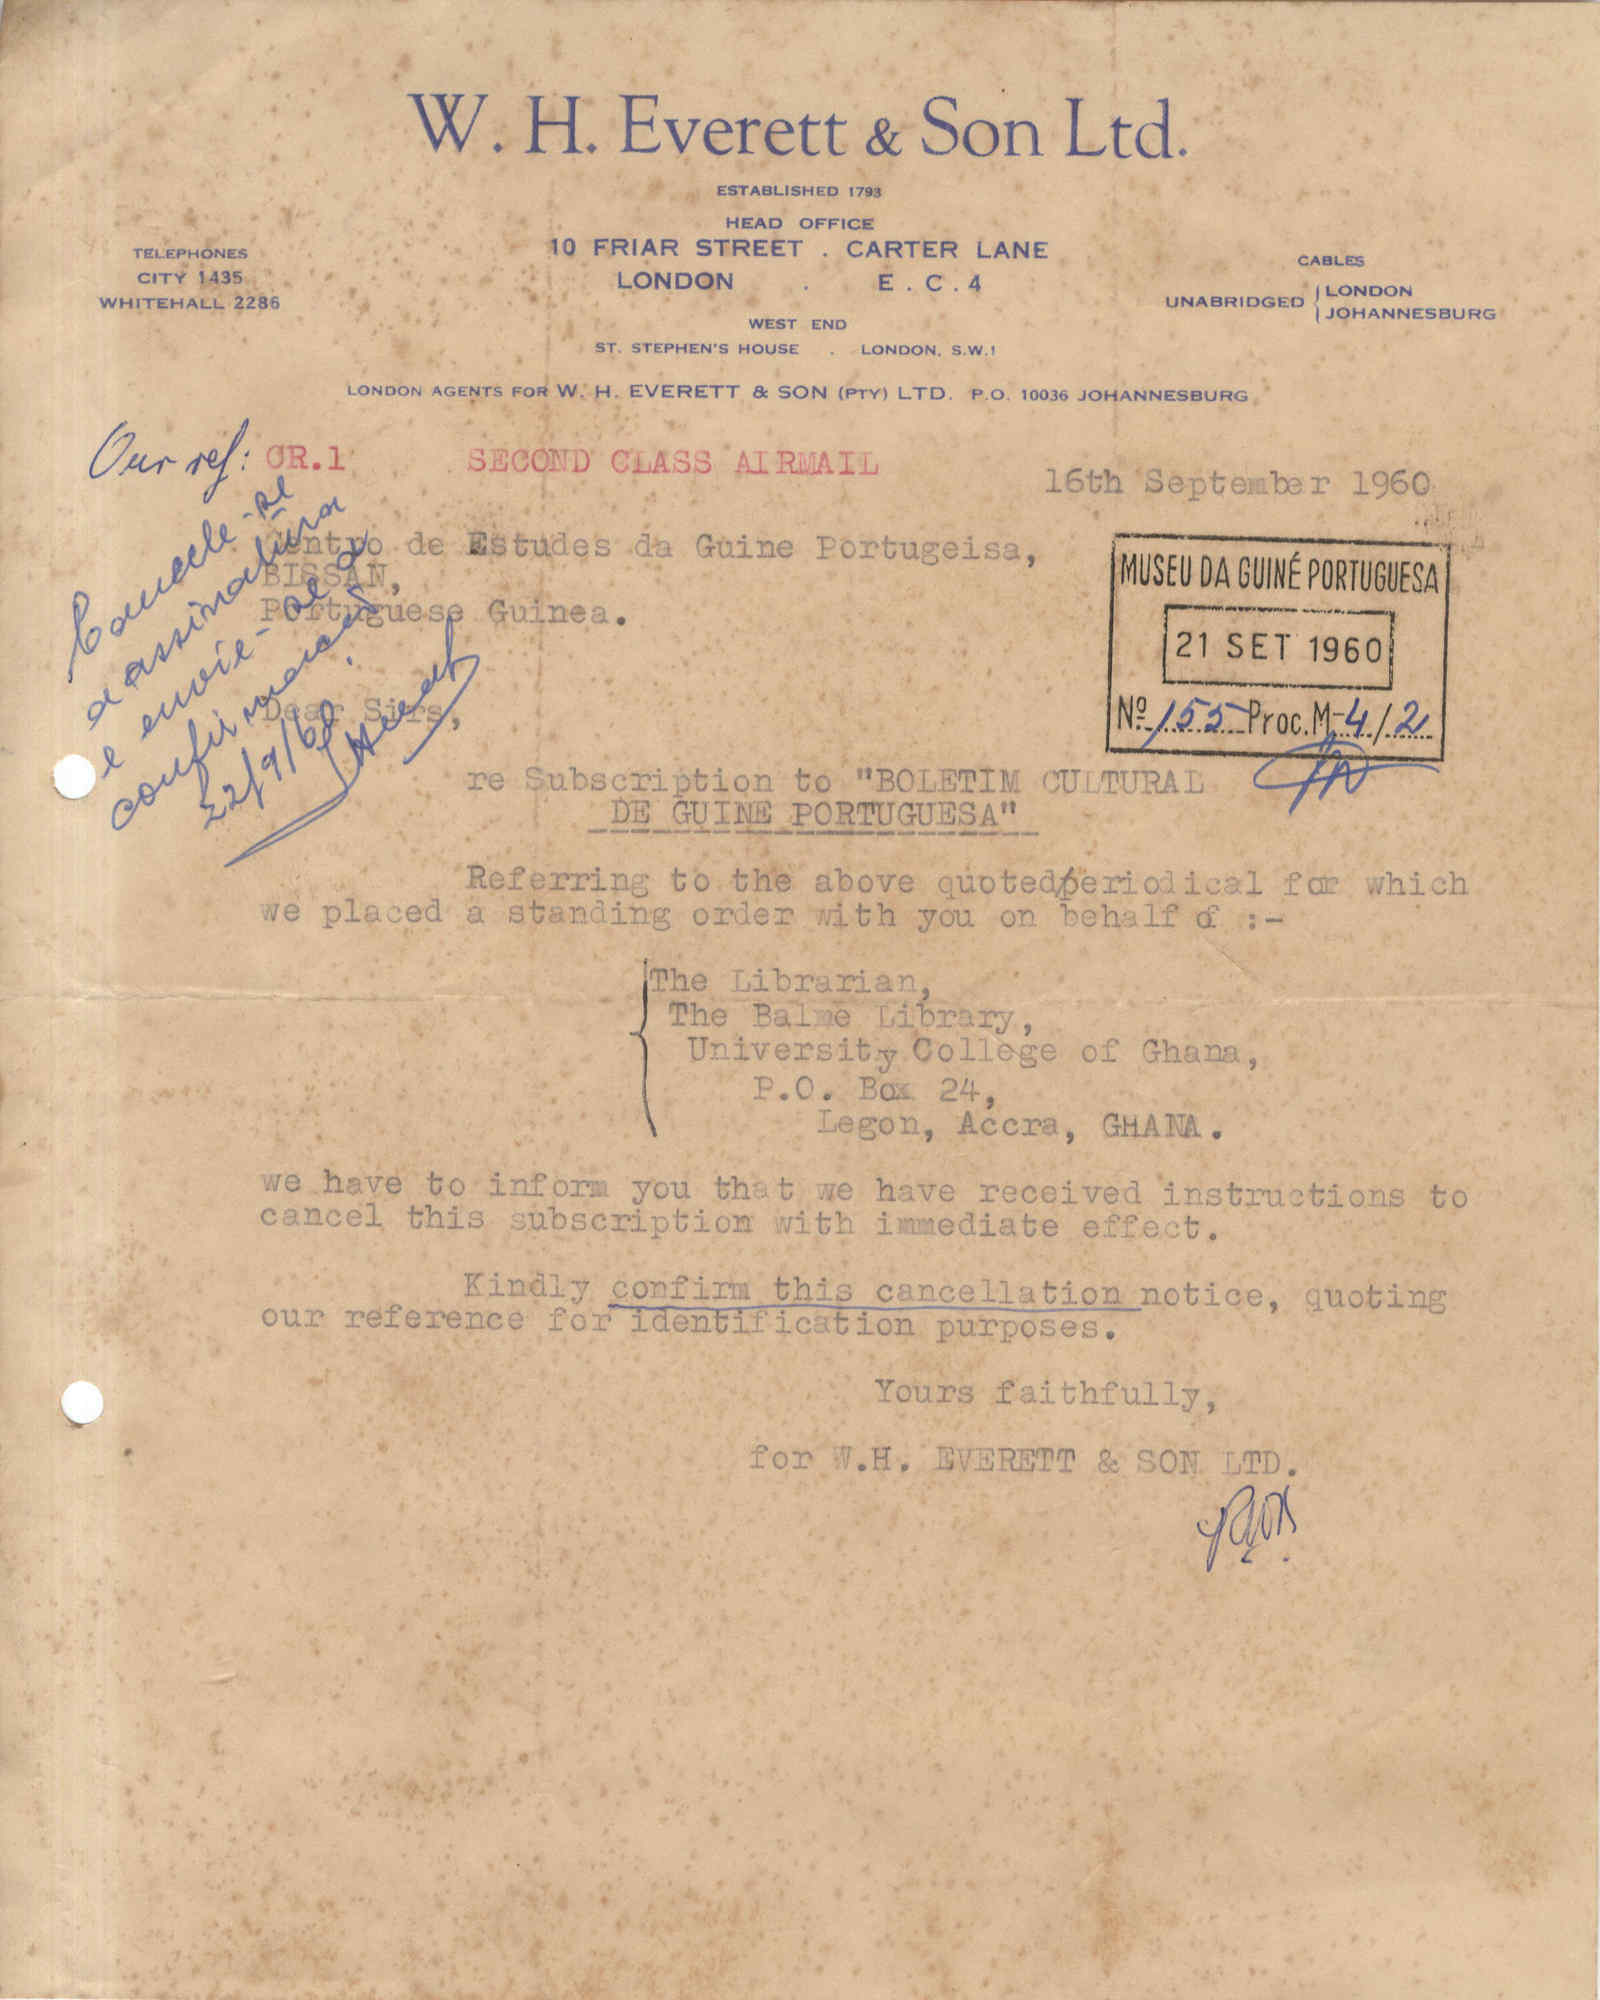 W. H. Everett & Son Ltd.
ESTABLISHED 1793
HEAD OFFICE
10 FRIAR STREET . CARTER LANE
LONDON . E . C . 4
TELEPHONES
CITY 1435
WHITEHALL 2286
CABLES
UNABRIDGED { LONDON
JOHANNESBURG
WEST END
ST. STEPHEN'S HOUSE . LONDON, S.W.1
LONDON AGENTS FOR W. H. EVERETT & SON (PTY) LTD. P.O. 10036 JOHANNESBURG
Our ref: CR.1 SECOND CLASS AIRMAIL
16th September 1960
Cancele-se
a assinatura
e envie-se a
confirmação.
22/9/60
Centro de Estudes da Guine Portugeisa,
BISSAN,
Portuguese Guinea.
MUSEU DA GUINÉ PORTUGUESA
21 SET 1960
Nº 155 Proc. M-4/2
Dear Sirs,
re Subscription to "BOLETIM CULTURAL
DE GUINE PORTUGUESA"
Referring to the above quoted/periodical for which
we placed a standing order with you on behalf of :-
The Librarian,
The Balme Library,
University College of Ghana,
P.O. Box 24,
Legon, Accra, GHANA.
we have to inform you that we have received instructions to
cancel this subscription with immediate effect.
Kindly confirm this cancellation notice, quoting
our reference for identification purposes.
Yours faithfully,
for W.H. EVERETT & SON LTD.